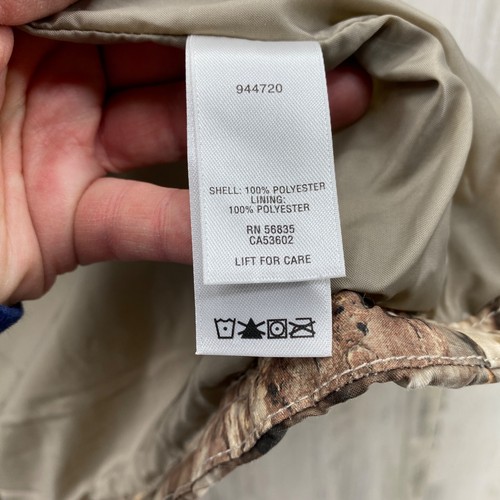 944720
SHELL: 100% POLYESTER
LINING:
100% POLYESTER
RN 56835
CA53602
LIFT FOR CARE